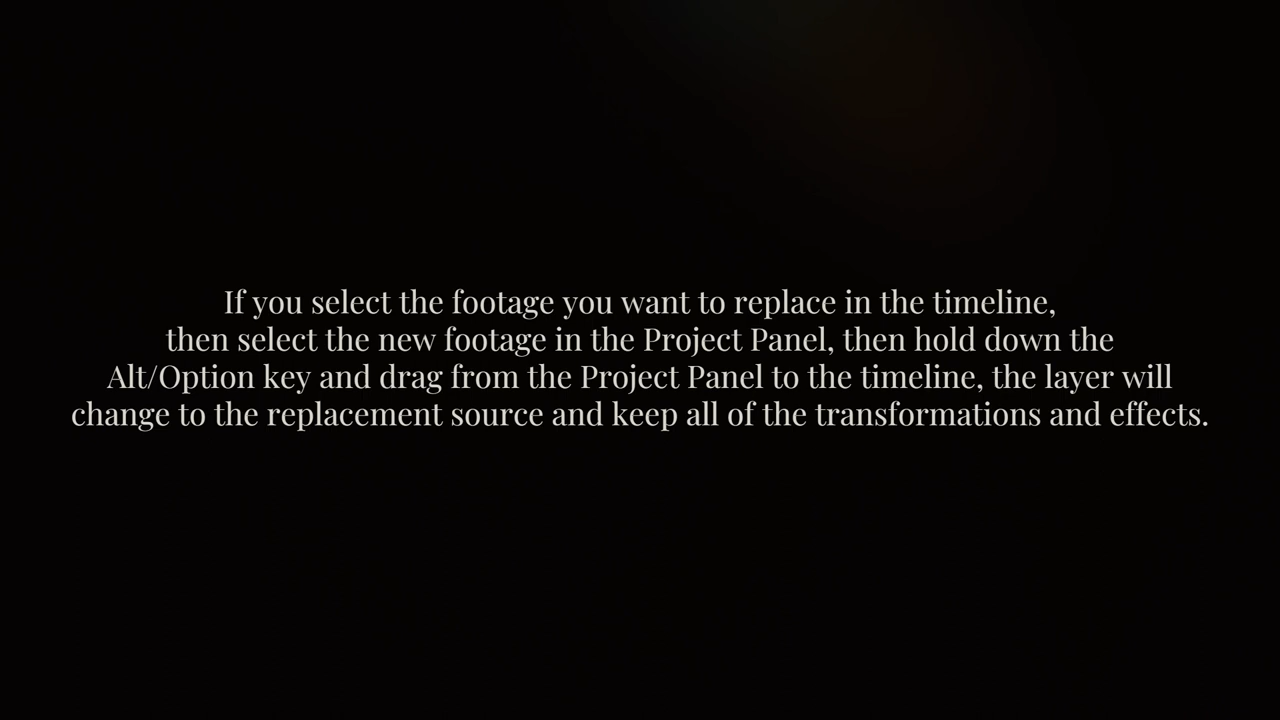 If you select the footage you want to replace in the timeline,
then select the new footage in the Project Panel, then hold down the
Alt/Option key and drag from the Project Panel to the timeline, the layer will
change to the replacement source and keep all of the transformations and effects.